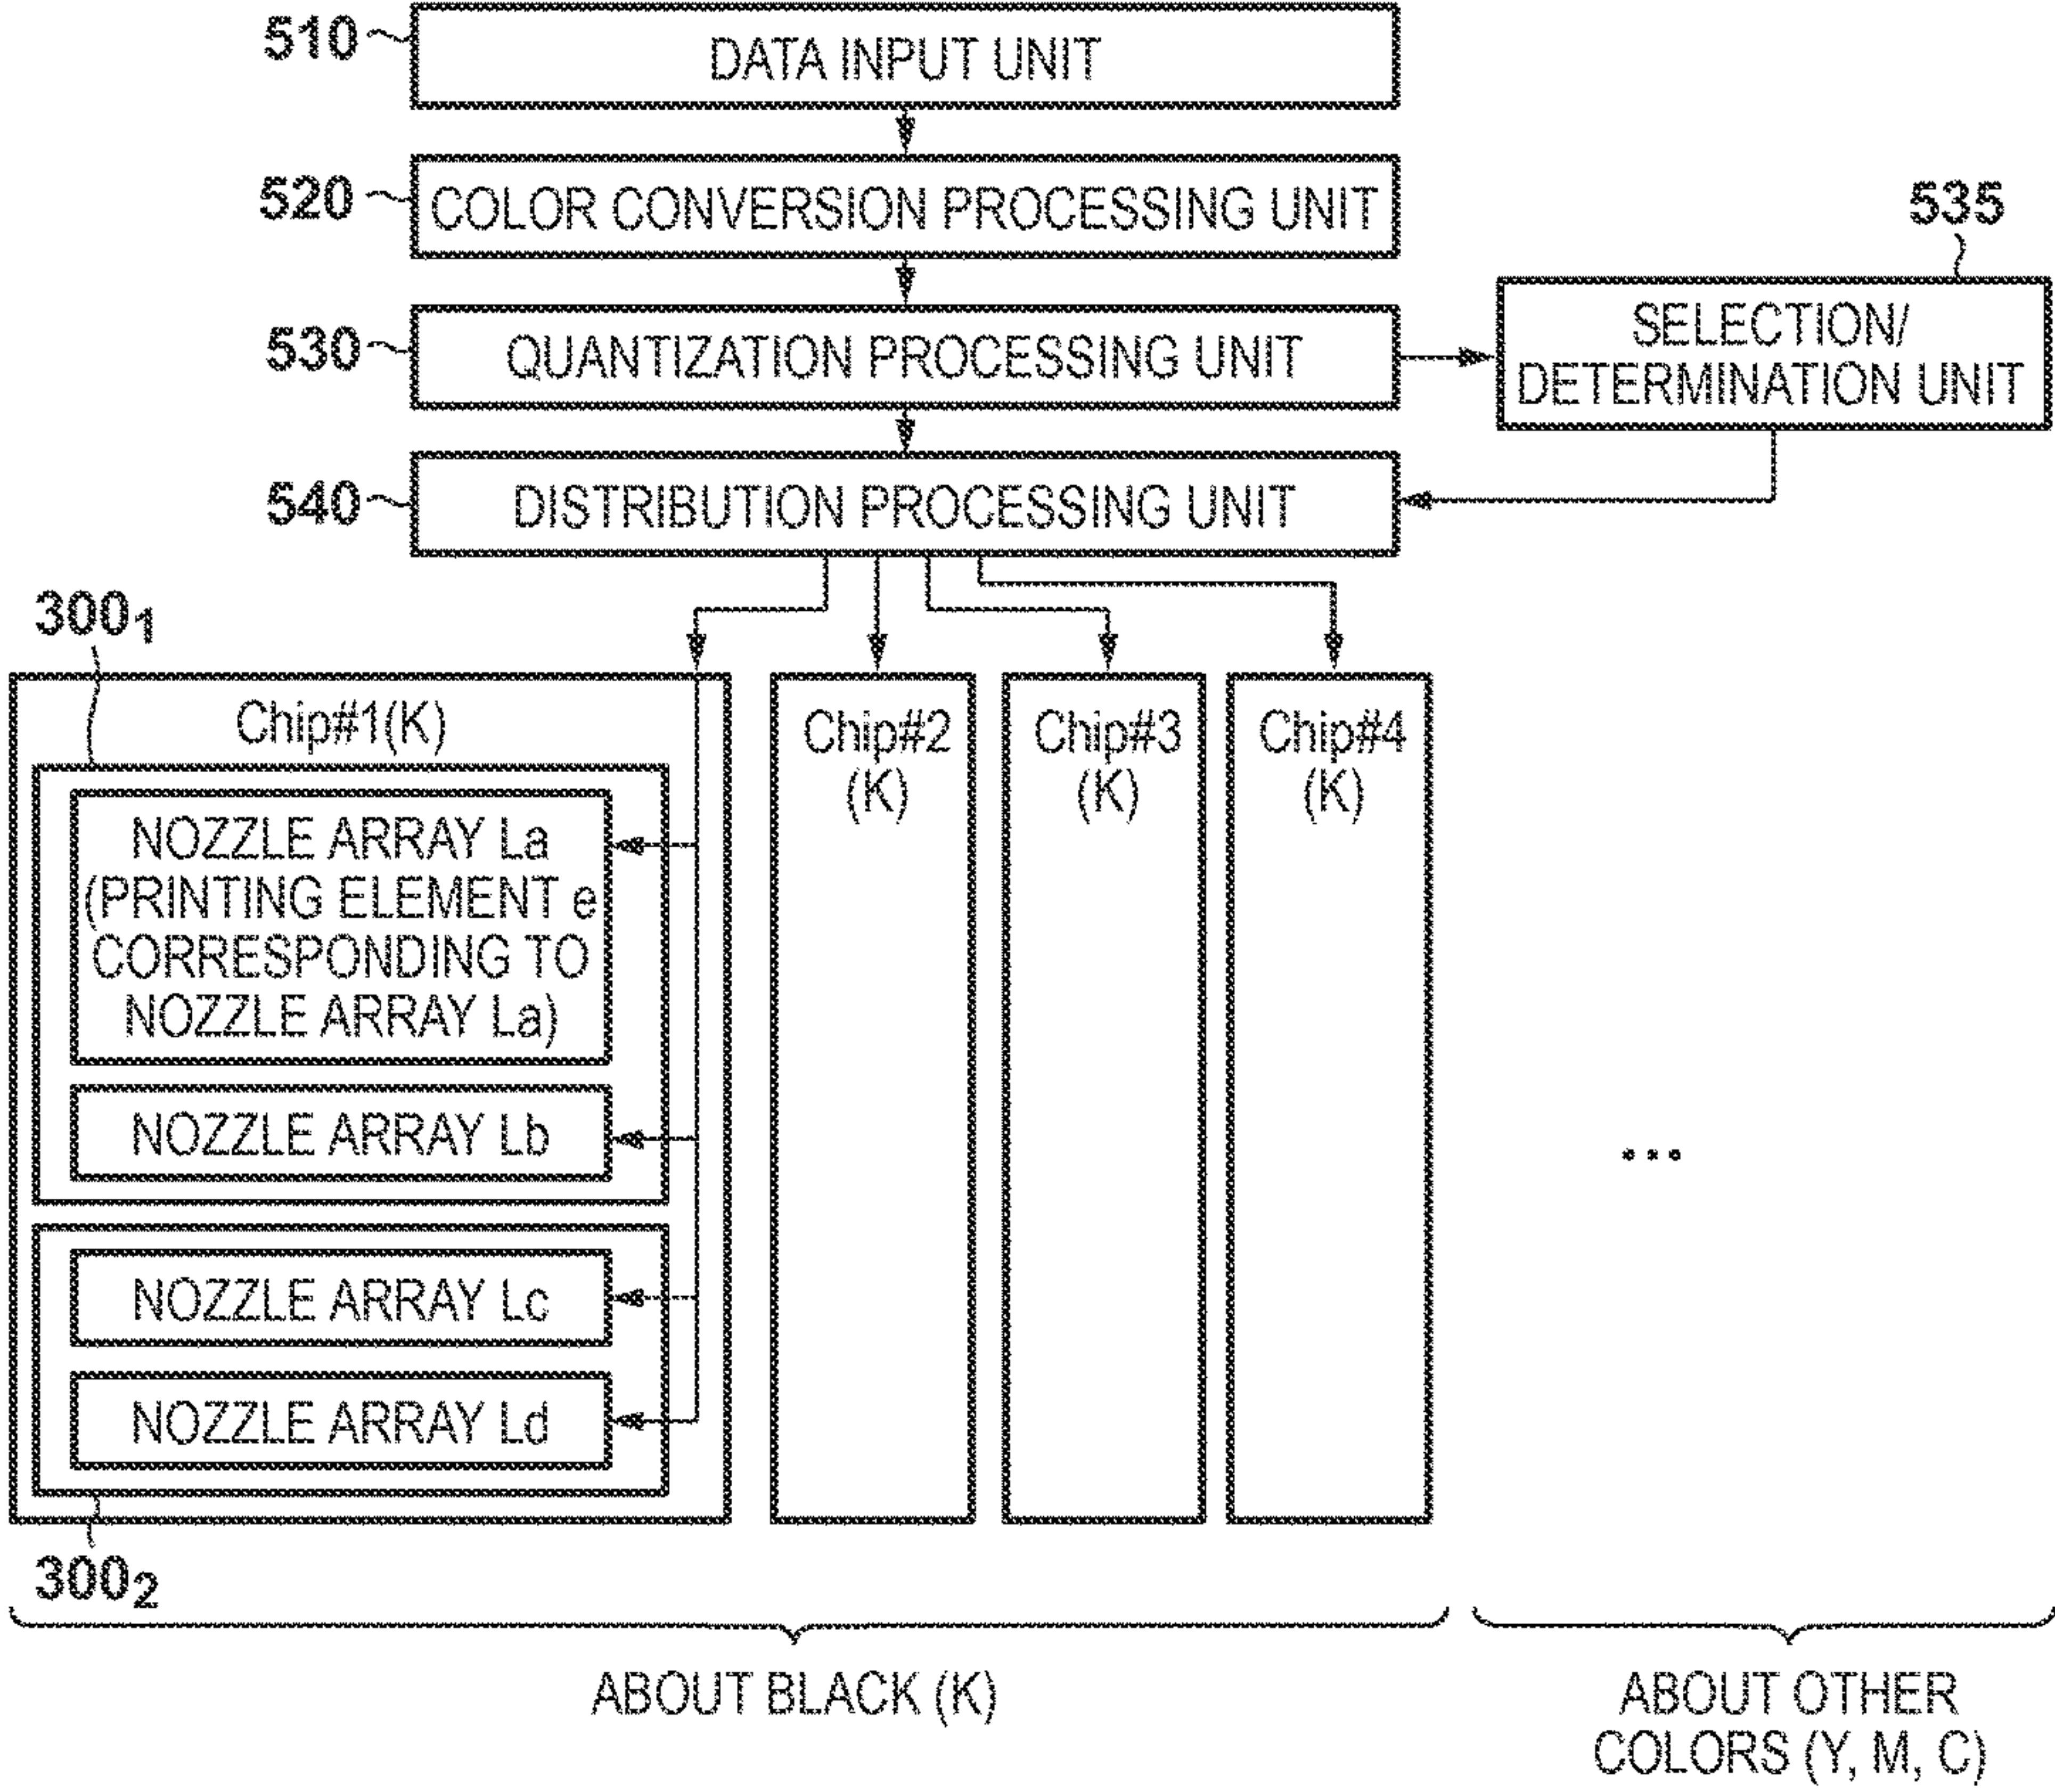 510
DATA INPUT UNIT
520
COLOR CONVERSION PROCESSING UNIT
535
530
QUANTIZATION PROCESSING UNIT
SELECTION/
DETERMINATION UNIT
540
DISTRIBUTION PROCESSING UNIT
300₁
Chip#1(K)
NOZZLE ARRAY La
(PRINTING ELEMENT e
CORRESPONDING TO
NOZZLE ARRAY La)
NOZZLE ARRAY Lb
NOZZLE ARRAY Lc
NOZZLE ARRAY Ld
300₂
Chip#2
(K)
Chip#3
(K)
Chip#4
(K)
...
ABOUT BLACK (K)
ABOUT OTHER
COLORS (Y, M, C)